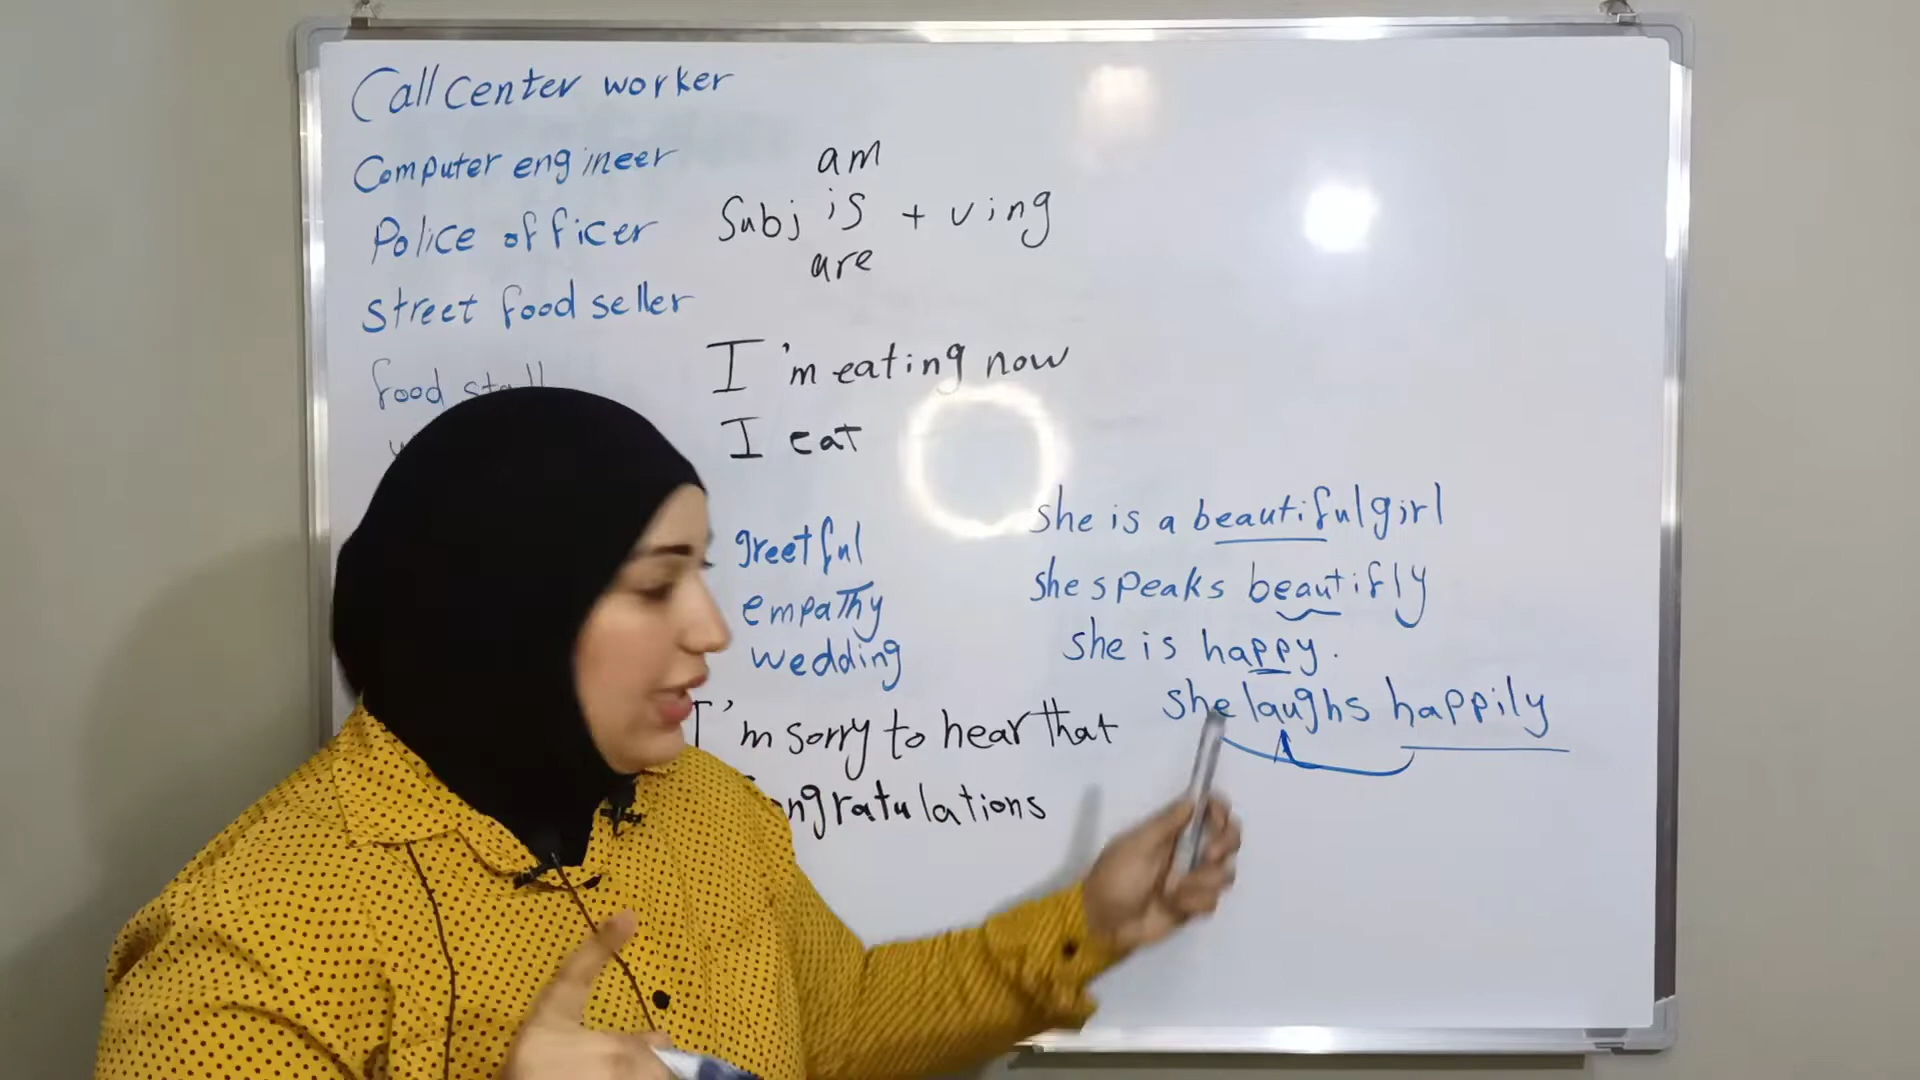 Call center worker
Computer engineer
Police officer
Street food seller
food stall
am
Subj is + ving
are
I'm eating now
I eat
greetful
empathy
wedding
I'm sorry to hear that
ngratulations
she is a beautiful girl
she speaks beautifly
she is happy.
she laughs happily